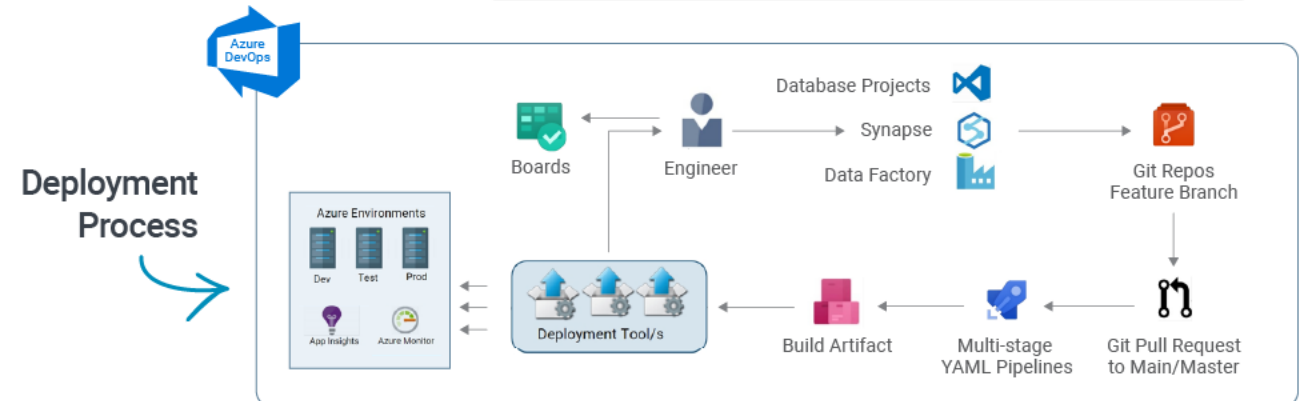 Azure
DevOps
Database Projects
Synapse
Data Factory
Boards
Engineer
Git Repos
Feature Branch
Deployment
Process
Azure Environments
Dev
Test
Prod
App Insights
Azure Monitor
Deployment Tool/s
Build Artifact
Multi-stage
YAML Pipelines
Git Pull Request
to Main/Master